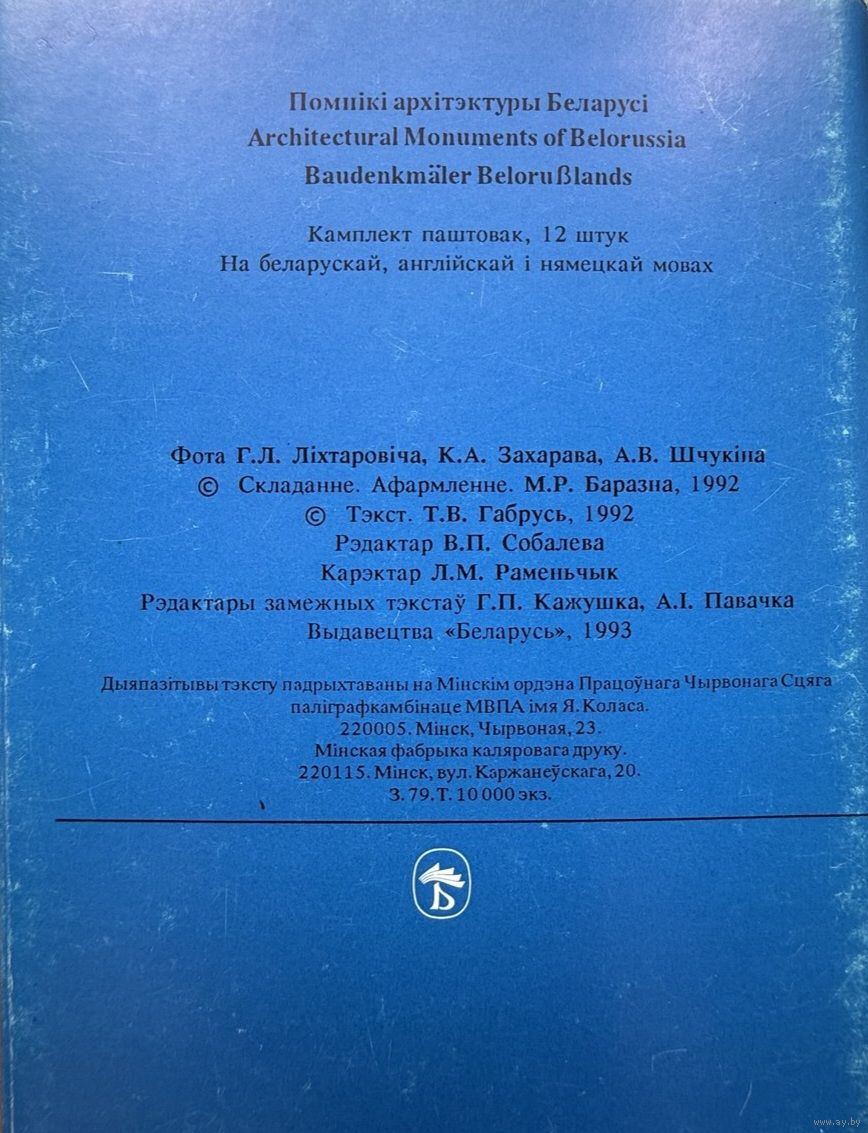 Помнікі архітэктуры Беларусі
Architectural Monuments of Belorussia
Baudenkmäler Belorußlands
Камплект паштовак, 12 штук
На беларускай, англійскай і нямецкай мовах
Фота Г.Л. Ліхтаровіча, К.А. Захарава, А.В. Шчукіна
© Складанне. Афармленне. М.Р. Баразна, 1992
© Тэкст. Т.В. Габрусь, 1992
Рэдактар В.П. Собалева
Карэктар Л.М. Раменьчык
Рэдактары замежных тэкстаў Г.П. Кажушка, А.І. Павачка
Выдавецтва «Беларусь», 1993
Дыяпазітывы тэксту падрыхтаваны на Мінскім ордэна Працоўнага Чырвонага Сцяга
паліграфкамбінаце МВПА імя Я. Коласа.
220005. Мінск, Чырвоная, 23.
Мінская фабрыка каляровага друку.
220115. Мінск, вул. Каржанеўскага, 20.
З. 79. Т. 10 000 экз.
Б
www.ay.by